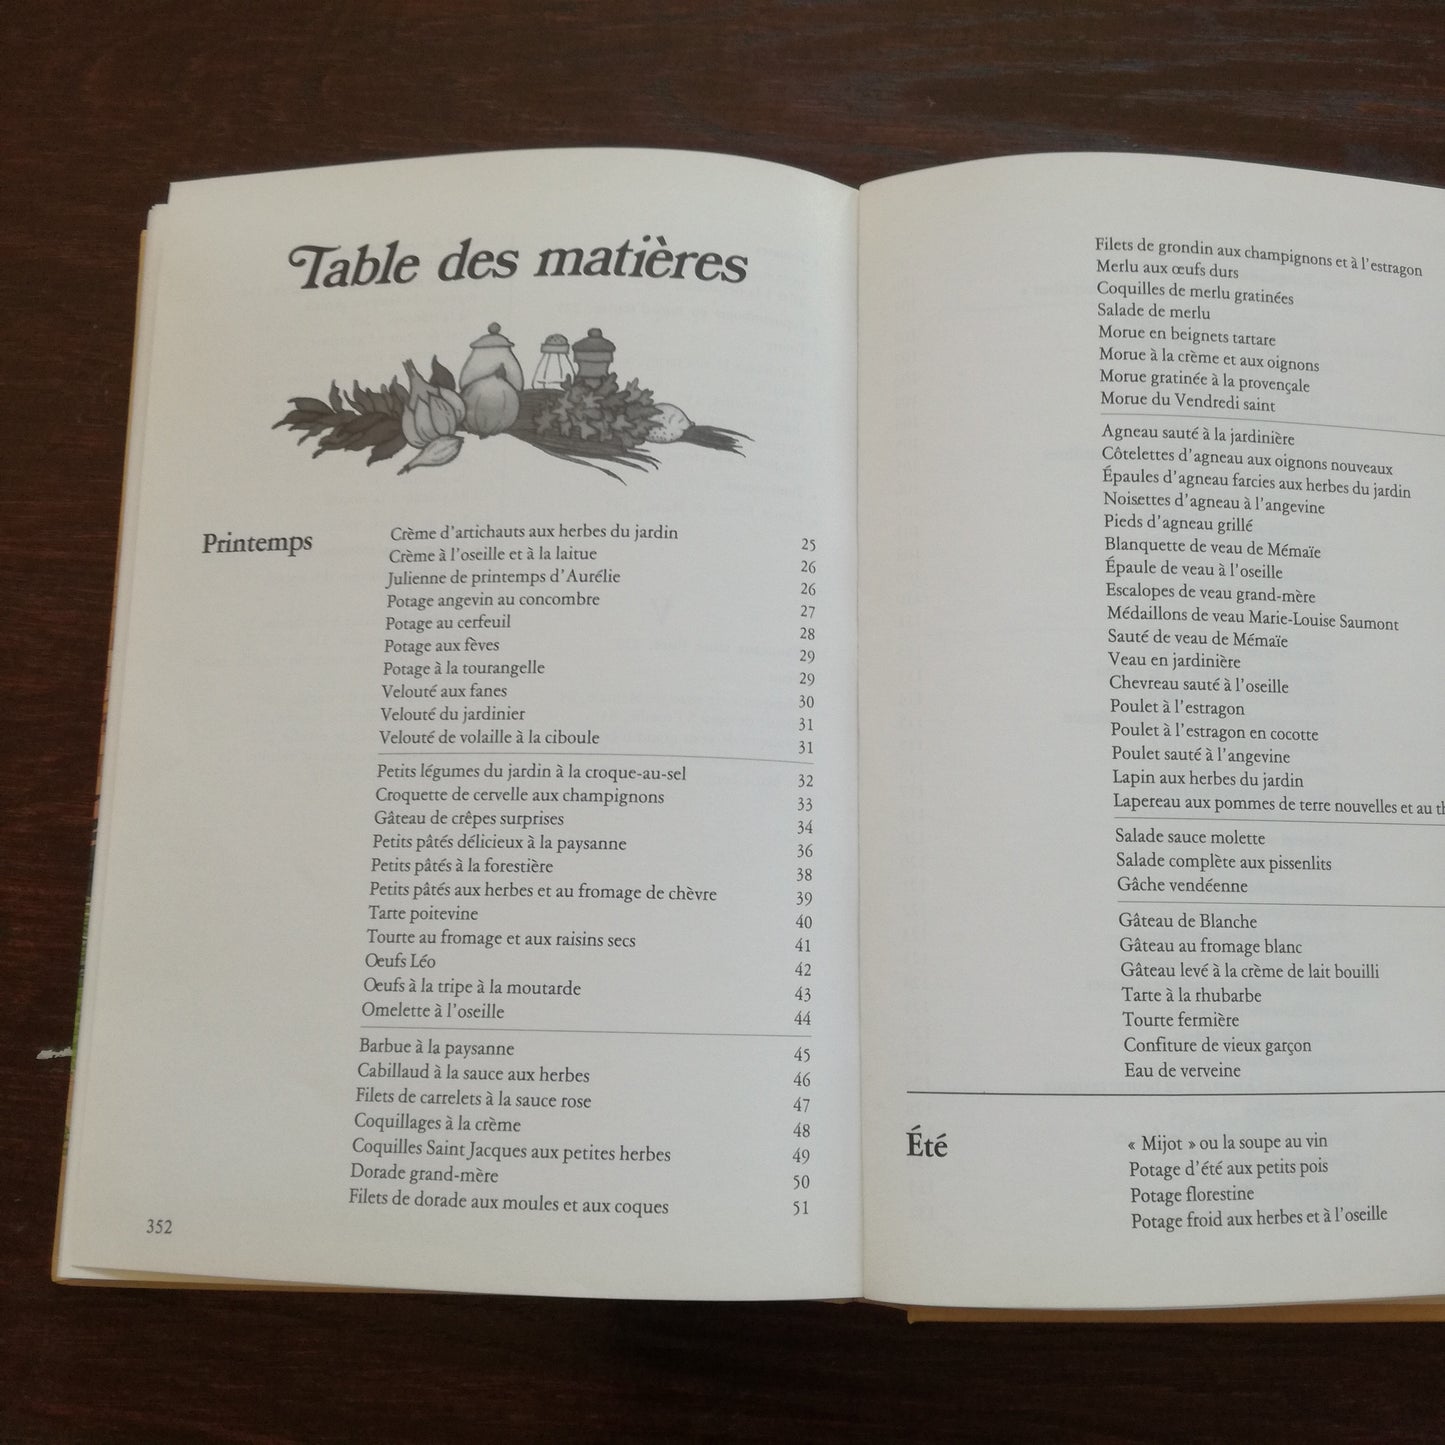 Table des matières
Printemps
Crème d'artichauts aux herbes du jardin 25
Crème à l'oseille et à la laitue 26
Julienne de printemps d'Aurélie 26
Potage angevin au concombre 27
Potage au cerfeuil 28
Potage aux fèves 29
Potage à la tourangelle 29
Velouté aux fanes 30
Velouté du jardinier 31
Velouté de volaille à la ciboule 31
Petits légumes du jardin à la croque-au-sel 32
Croquette de cervelle aux champignons 33
Gâteau de crêpes surprises 34
Petits pâtés délicieux à la paysanne 36
Petits pâtés à la forestière 38
Petits pâtés aux herbes et au fromage de chèvre 39
Tarte poitevine 40
Tourte au fromage et aux raisins secs 41
Œufs Léo 42
Œufs à la tripe à la moutarde 43
Omelette à l'oseille 44
Barbue à la paysanne 45
Cabillaud à la sauce aux herbes 46
Filets de carrelets à la sauce rose 47
Coquillages à la crème 48
Coquilles Saint Jacques aux petites herbes 49
Dorade grand-mère 50
Filets de dorade aux moules et aux coques 51
352
Filets de grondin aux champignons et à l'estragon
Merlu aux œufs durs
Coquilles de merlu gratinées
Salade de merlu
Morue en beignets tartare
Morue à la crème et aux oignons
Morue gratinée à la provençale
Morue du Vendredi saint
Agneau sauté à la jardinière
Côtelettes d'agneau aux oignons nouveaux
Épaules d'agneau farcies aux herbes du jardin
Noisettes d'agneau à l'angevine
Pieds d'agneau grillé
Blanquette de veau de Mémaïe
Épaule de veau à l'oseille
Escalopes de veau grand-mère
Médaillons de veau Marie-Louise Saumont
Sauté de veau de Mémaïe
Veau en jardinière
Chevreau sauté à l'oseille
Poulet à l'estragon
Poulet à l'estragon en cocotte
Poulet sauté à l'angevine
Lapin aux herbes du jardin
Lapereau aux pommes de terre nouvelles et au
Salade sauce molette
Salade complète aux pissenlits
Gâche vendéenne
Gâteau de Blanche
Gâteau au fromage blanc
Gâteau levé à la crème de lait bouilli
Tarte à la rhubarbe
Tourte fermière
Confiture de vieux garçon
Eau de verveine
Été
« Mijot » ou la soupe au vin
Potage d'été aux petits pois
Potage florestine
Potage froid aux herbes et à l'oseille